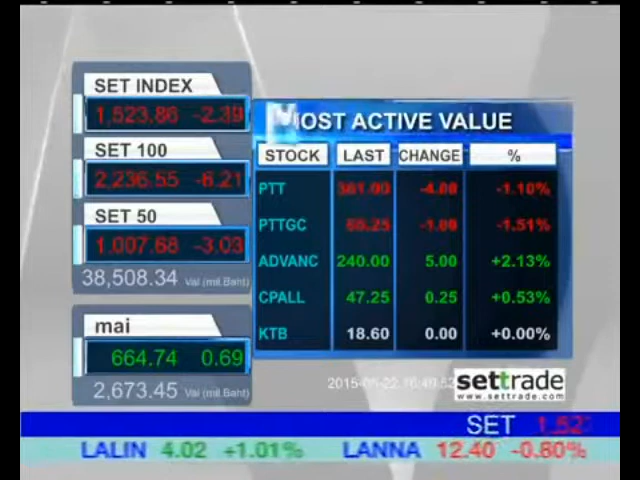 SET INDEX
1,523.86 -2.39
SET 100
2,236.55 -6.21
SET 50
1,007.68 -3.03
38,508.34 Val (mil.Baht)
mai
664.74 0.69
2,673.45 Val (mil.Baht)
MOST ACTIVE VALUE
STOCK LAST CHANGE %
PTT 361.00 -4.00 -1.10%
PTTGC -1.00 -1.51%
ADVANC 240.00 5.00 +2.13%
CPALL 47.25 0.25 +0.53%
KTB 18.60 0.00 +0.00%
settrade
www.settrade.com
SET 1,52
LALIN 4.02 +1.01% LANNA 12.40 -0.80%